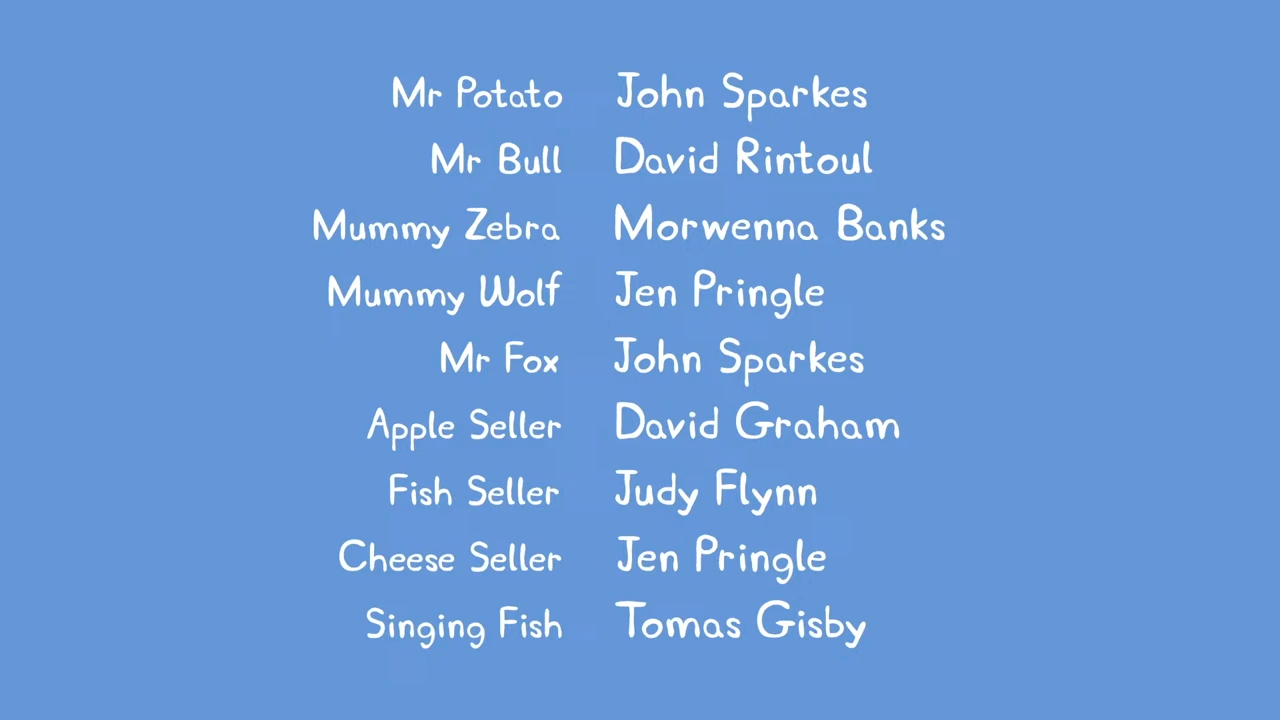 Mr Potato John Sparkes
Mr Bull David Rintoul
Mummy Zebra Morwenna Banks
Mummy Wolf Jen Pringle
Mr Fox John Sparkes
Apple Seller David Graham
Fish Seller Judy Flynn
Cheese Seller Jen Pringle
Singing Fish Tomas Gisby